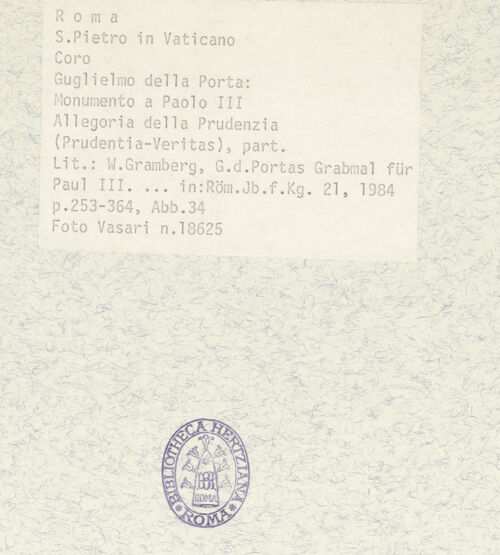 R o m a
S.Pietro in Vaticano
Coro
Guglielmo della Porta:
Monumento a Paolo III
Allegoria della Prudenzia
(Prudentia-Veritas), part.
Lit.: W.Gramberg, G.d.Portas Grabmal für
Paul III. ... in:Röm.Jb.f.Kg. 21, 1984
p.253-364, Abb.34
Foto Vasari n.18625
BIBLIOTHECA HERTZIANA
ROMA
* ROMA *